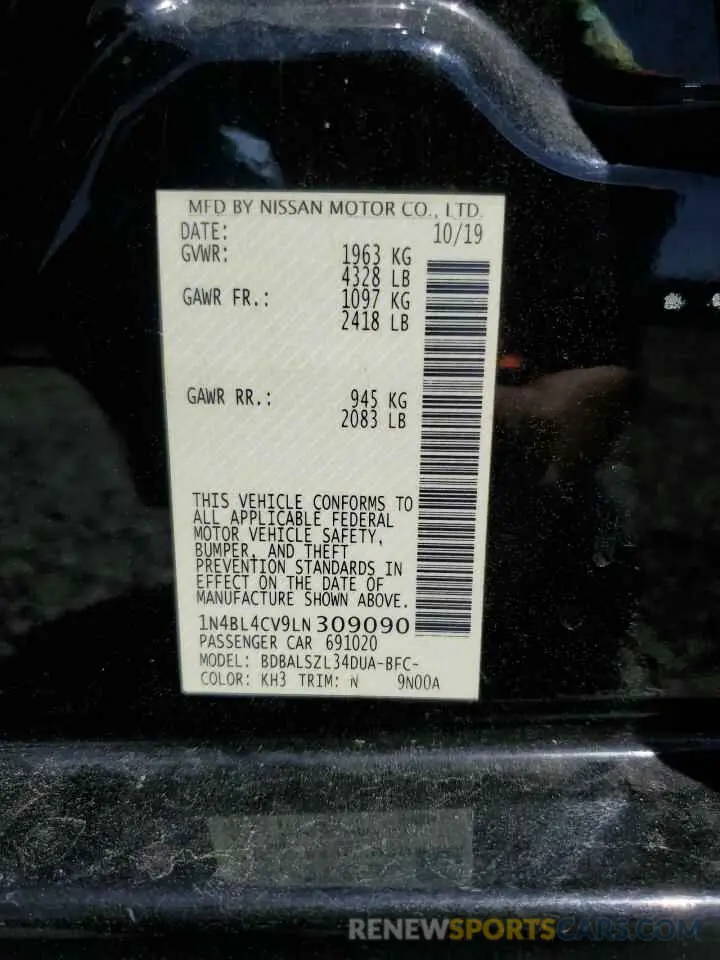 MFD BY NISSAN MOTOR CO., LTD.
DATE: 10/19
GVWR: 1963 KG
4328 LB
GAWR FR.: 1097 KG
2418 LB
GAWR RR.: 945 KG
2083 LB
THIS VEHICLE CONFORMS TO
ALL APPLICABLE FEDERAL
MOTOR VEHICLE SAFETY,
BUMPER, AND THEFT
PREVENTION STANDARDS IN
EFFECT ON THE DATE OF
MANUFACTURE SHOWN ABOVE.
1N4BL4CV9LN309090
PASSENGER CAR 691020
MODEL: BDBALSZL34DUA-BFC-
COLOR: KH3 TRIM: N 9N00A
RENEWSPORTSCARS.COM